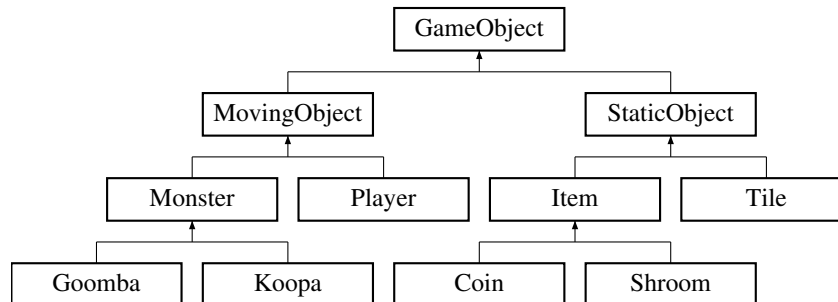 GameObject
MovingObject StaticObject
Monster Player Item Tile
Goomba Koopa Coin Shroom